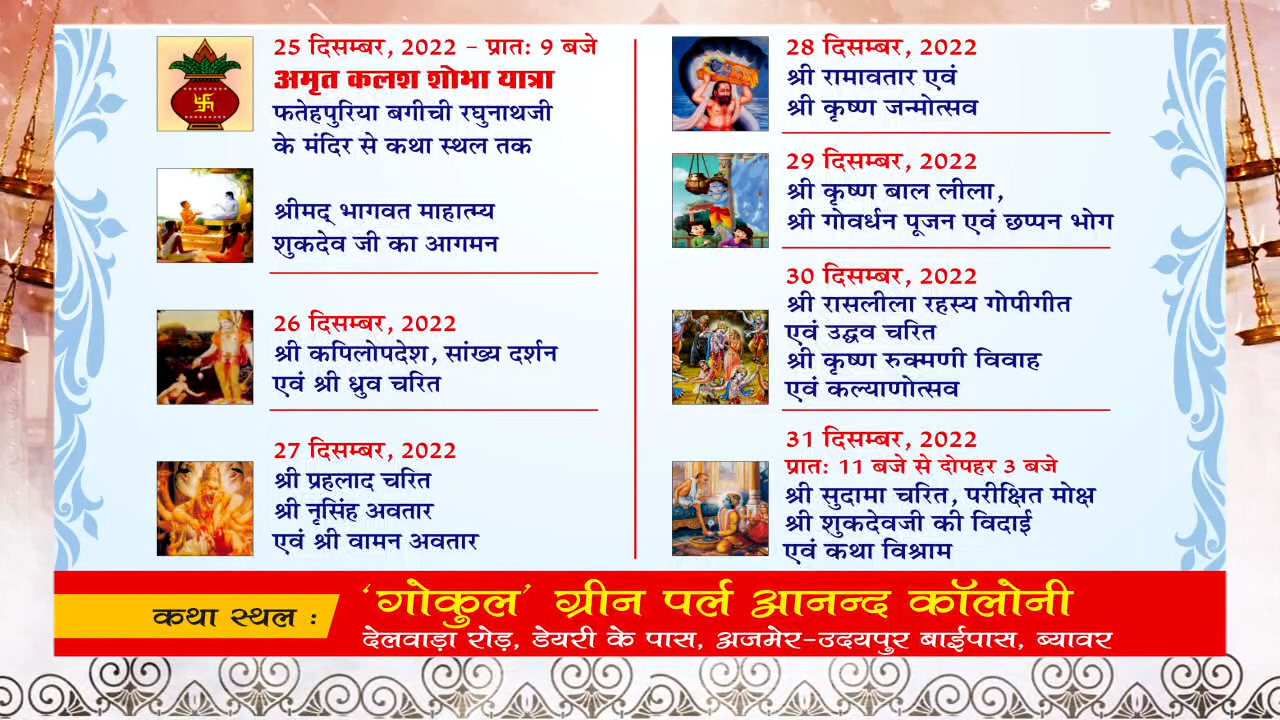 25 दिसम्बर, 2022 - प्रातः 9 बजे
अमृत कलश शोभा यात्रा
फतेहपुरिया बगीची रघुनाथजी
के मंदिर से कथा स्थल तक
श्रीमद् भागवत माहात्म्य
शुकदेव जी का आगमन
26 दिसम्बर, 2022
श्री कपिलोपदेश, सांख्य दर्शन
एवं श्री ध्रुव चरित
27 दिसम्बर, 2022
श्री प्रहलाद चरित
श्री नृसिंह अवतार
एवं श्री वामन अवतार
28 दिसम्बर, 2022
श्री रामावतार एवं
श्री कृष्ण जन्मोत्सव
29 दिसम्बर, 2022
श्री कृष्ण बाल लीला,
श्री गोवर्धन पूजन एवं छप्पन भोग
30 दिसम्बर, 2022
श्री रासलीला रहस्य गोपीगीत
एवं उद्धव चरित
श्री कृष्ण रुक्मणी विवाह
एवं कल्याणोत्सव
31 दिसम्बर, 2022
प्रातः 11 बजे से दोपहर 3 बजे
श्री सुदामा चरित, परीक्षित मोक्ष
श्री शुकदेवजी की विदाई
एवं कथा विश्राम
कथा स्थल :
‘गोकुल’ ग्रीन पर्ल आनन्द कॉलोनी
देलवाड़ा रोड़, डेयरी के पास, अजमेर-उदयपुर बाईपास, ब्यावर